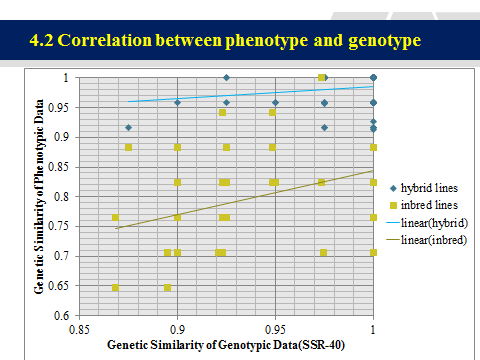 4.2 Correlation between phenotype and genotype
Genetic Similarity of Phenotypic Data
1
0.95
0.9
0.85
0.8
0.75
0.7
0.65
0.6
0.85 0.9 0.95 1
Genetic Similarity of Genotypic Data(SSR-40)
hybrid lines
inbred lines
linear(hybrid)
linear(inbred)